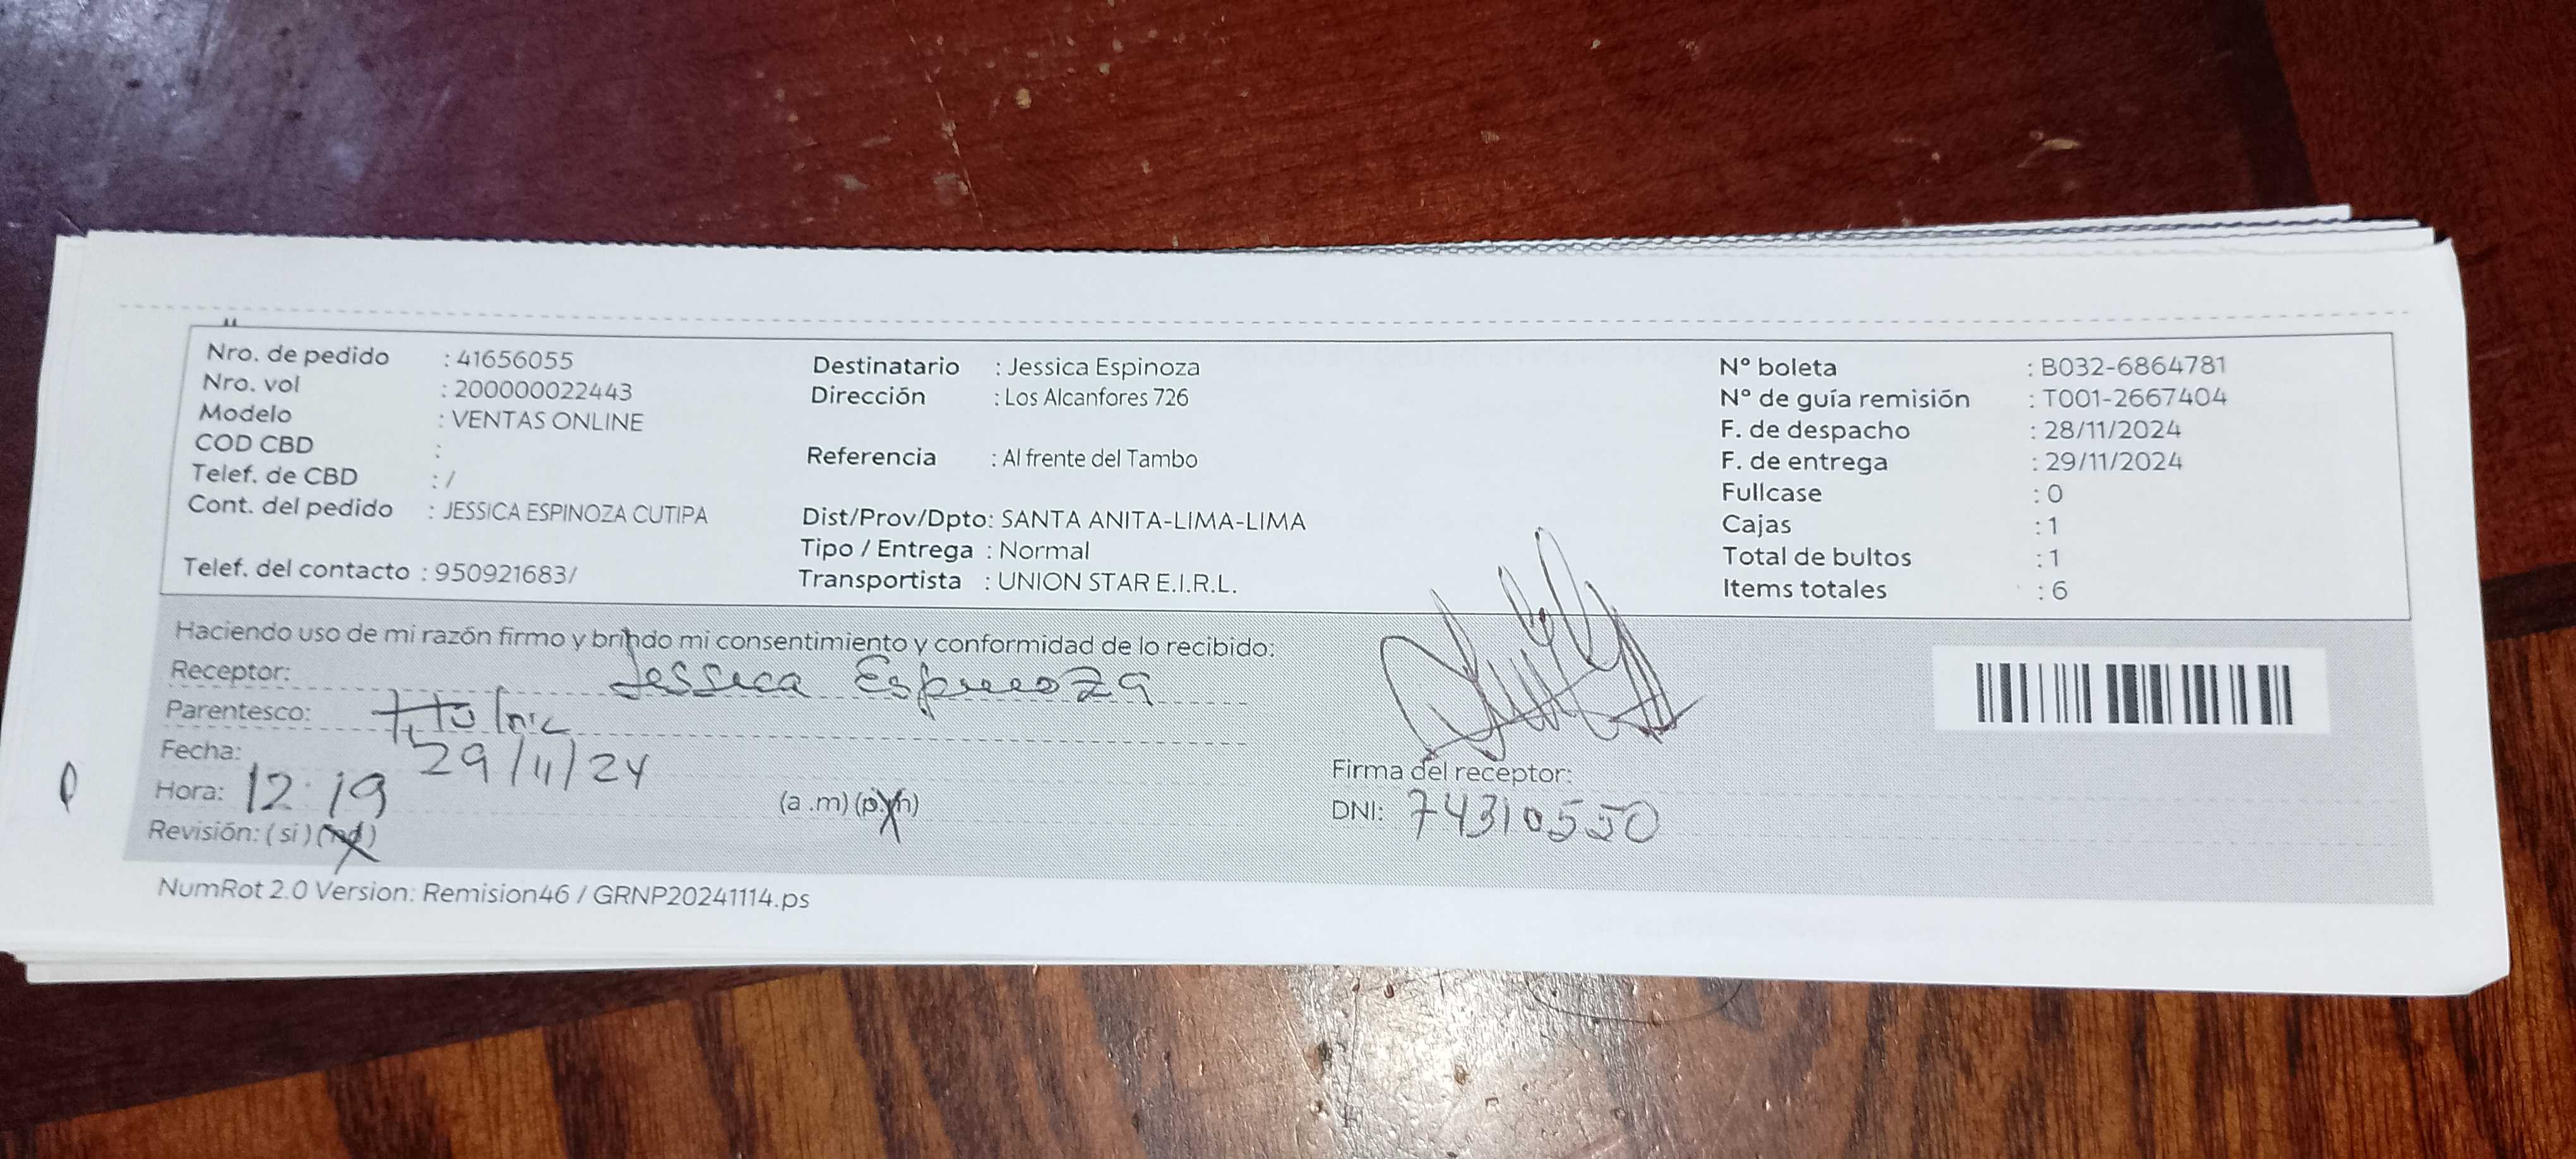 Nro. de pedido : 41656055
Nro. vol : 200000022443
Modelo : VENTAS ONLINE
COD CBD :
Telef. de CBD : /
Cont. del pedido : JESSICA ESPINOZA CUTIPA
Telef. del contacto : 950921683/
Destinatario : Jessica Espinoza
Dirección : Los Alcanfores 726
Referencia : Al frente del Tambo
Dist/Prov/Dpto: SANTA ANITA-LIMA-LIMA
Tipo / Entrega : Normal
Transportista : UNION STAR E.I.R.L.
Nº boleta : B032-6864781
Nº de guía remisión : T001-2667404
F. de despacho : 28/11/2024
F. de entrega : 29/11/2024
Fullcase : 0
Cajas : 1
Total de bultos : 1
Items totales : 6
Haciendo uso de mi razón firmo y brindo mi consentimiento y conformidad de lo recibido:
Receptor: Jessica Espinoza
Parentesco:
Fecha: 29/11/24
Hora: 12:19 (a .m) (p.m)
Revisión: ( si ) (no )
Firma del receptor:
DNI: 74310550
NumRot 2.0 Version: Remision46 / GRNP20241114.ps